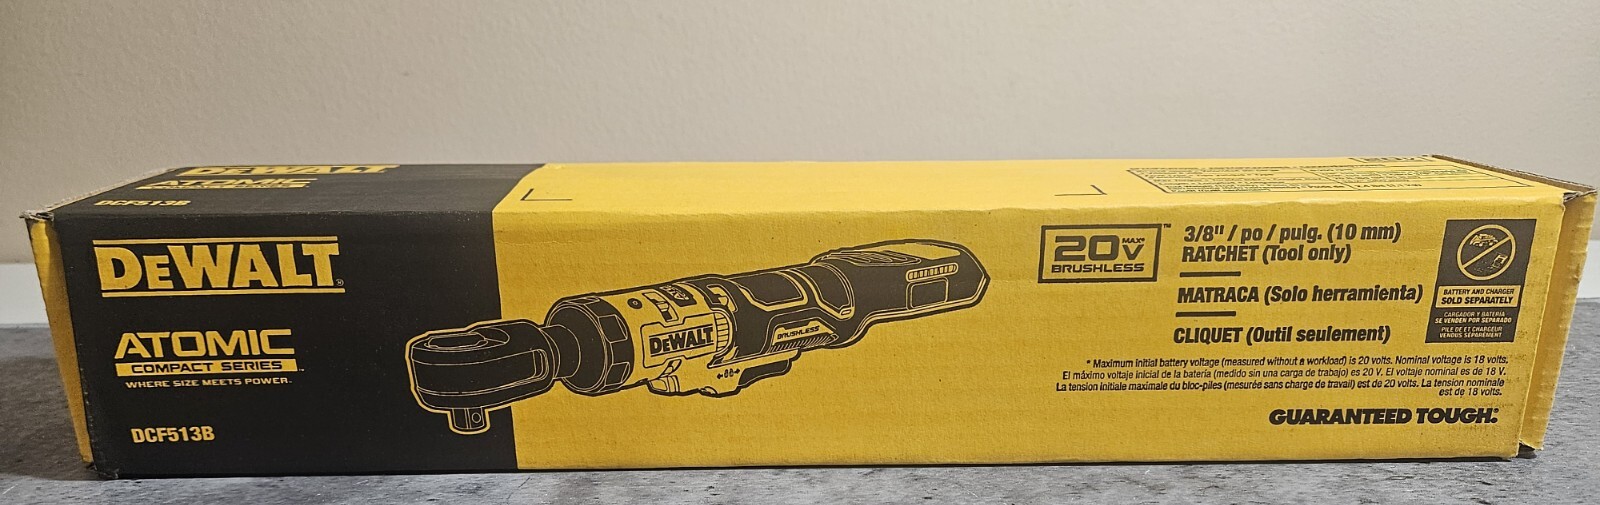 DEWALT
ATOMIC
COMPACT SERIES
DCF513B
DEWALT
ATOMIC
COMPACT SERIES™
WHERE SIZE MEETS POWER.™
DCF513B
DEWALT
BRUSHLESS
20V MAX*™
BRUSHLESS
3/8" / po / pulg. (10 mm)
RATCHET (Tool only)
MATRACA (Solo herramienta)
CLIQUET (Outil seulement)
BATTERY AND CHARGER
SOLD SEPARATELY
CARGADOR Y BATERIA
SE VENDEN POR SEPARADO
PILE DE ET CHARGEUR
VENDUS SÉPARÉMENT
* Maximum initial battery voltage (measured without a workload) is 20 volts. Nominal voltage is 18 volts.
El máximo voltaje inicial de la batería (medido sin una carga de trabajo) es 20 V. El voltaje nominal es de 18 V.
La tension initiale maximale du bloc-piles (mesurée sans charge de travail) est de 20 volts. La tension nominale
est de 18 volts.
GUARANTEED TOUGH.®